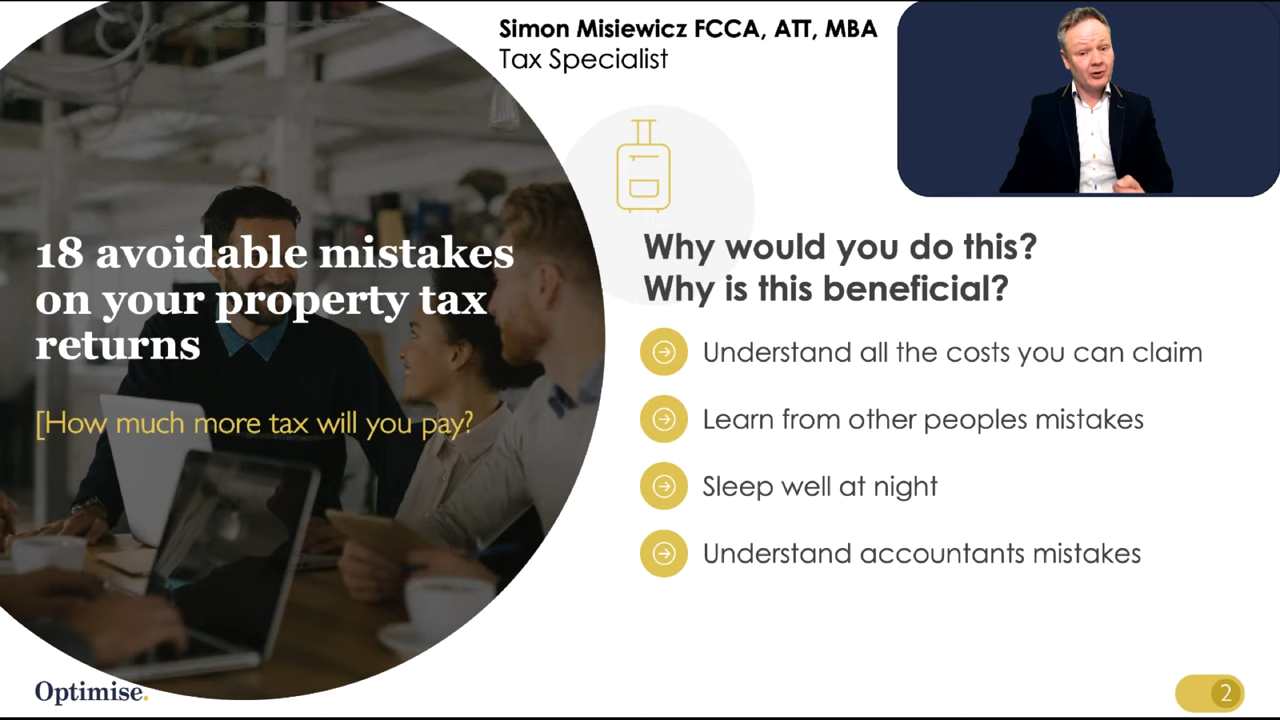 Simon Misiewicz FCCA, ATT, MBA
Tax Specialist
18 avoidable mistakes
on your property tax
returns
[How much more tax will you pay?
Why would you do this?
Why is this beneficial?
Understand all the costs you can claim
Learn from other peoples mistakes
Sleep well at night
Understand accountants mistakes
Optimise.
2